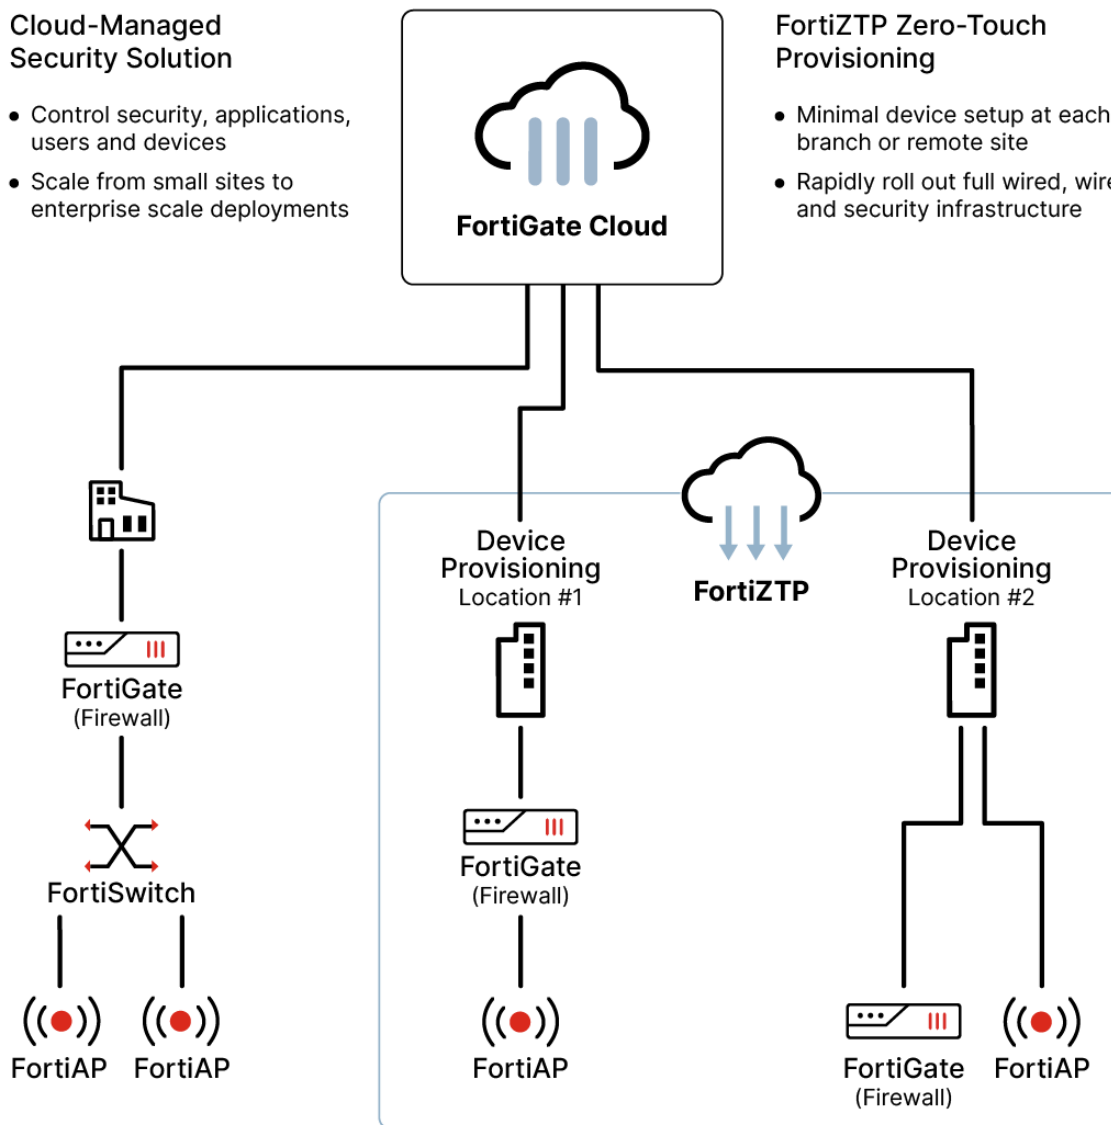 Cloud-Managed
Security Solution
• Control security, applications,
users and devices
• Scale from small sites to
enterprise scale deployments
FortiGate Cloud
FortiZTP Zero-Touch
Provisioning
• Minimal device setup at each
branch or remote site
• Rapidly roll out full wired,
and security infrastructure
FortiGate
(Firewall)
FortiSwitch
FortiAP
FortiAP
Device
Provisioning
Location #1
FortiGate
(Firewall)
FortiAP
FortiZTP
Device
Provisioning
Location #2
FortiGate
(Firewall)
FortiAP